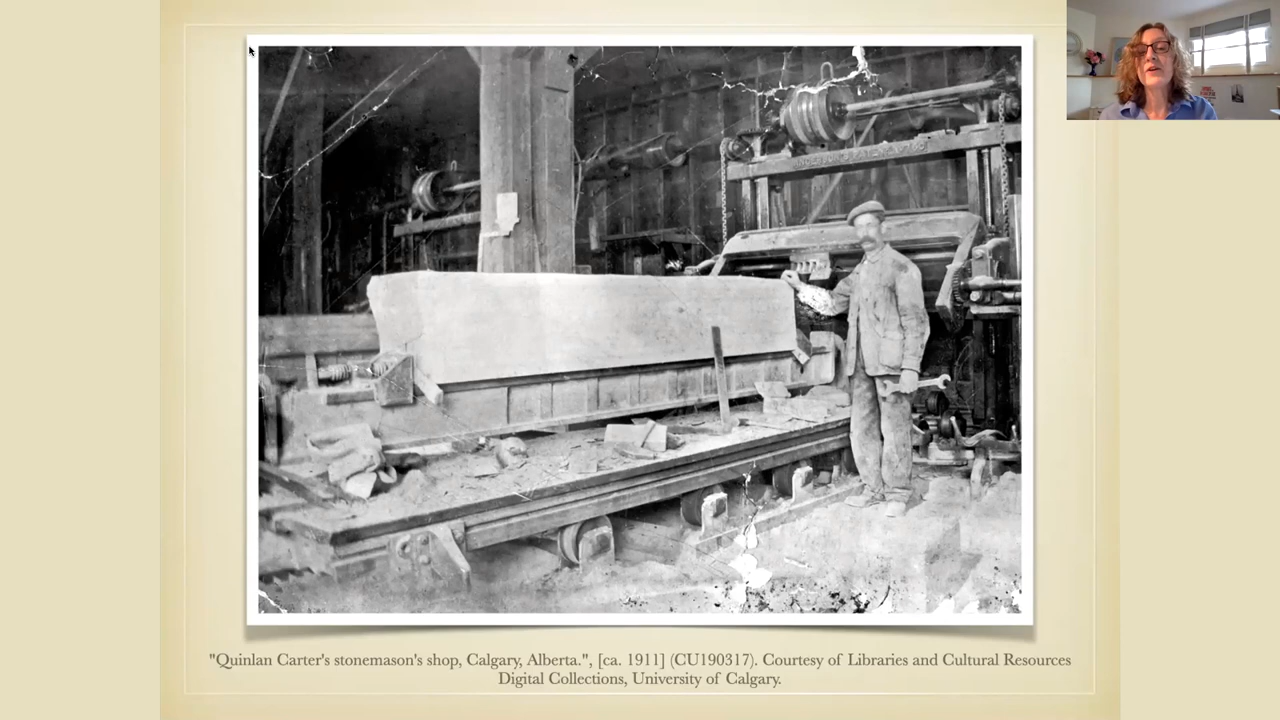 "Quinlan Carter's stonemason's shop, Calgary, Alberta.", [ca. 1911] (CU190317). Courtesy of Libraries and Cultural Resources
Digital Collections, University of Calgary.